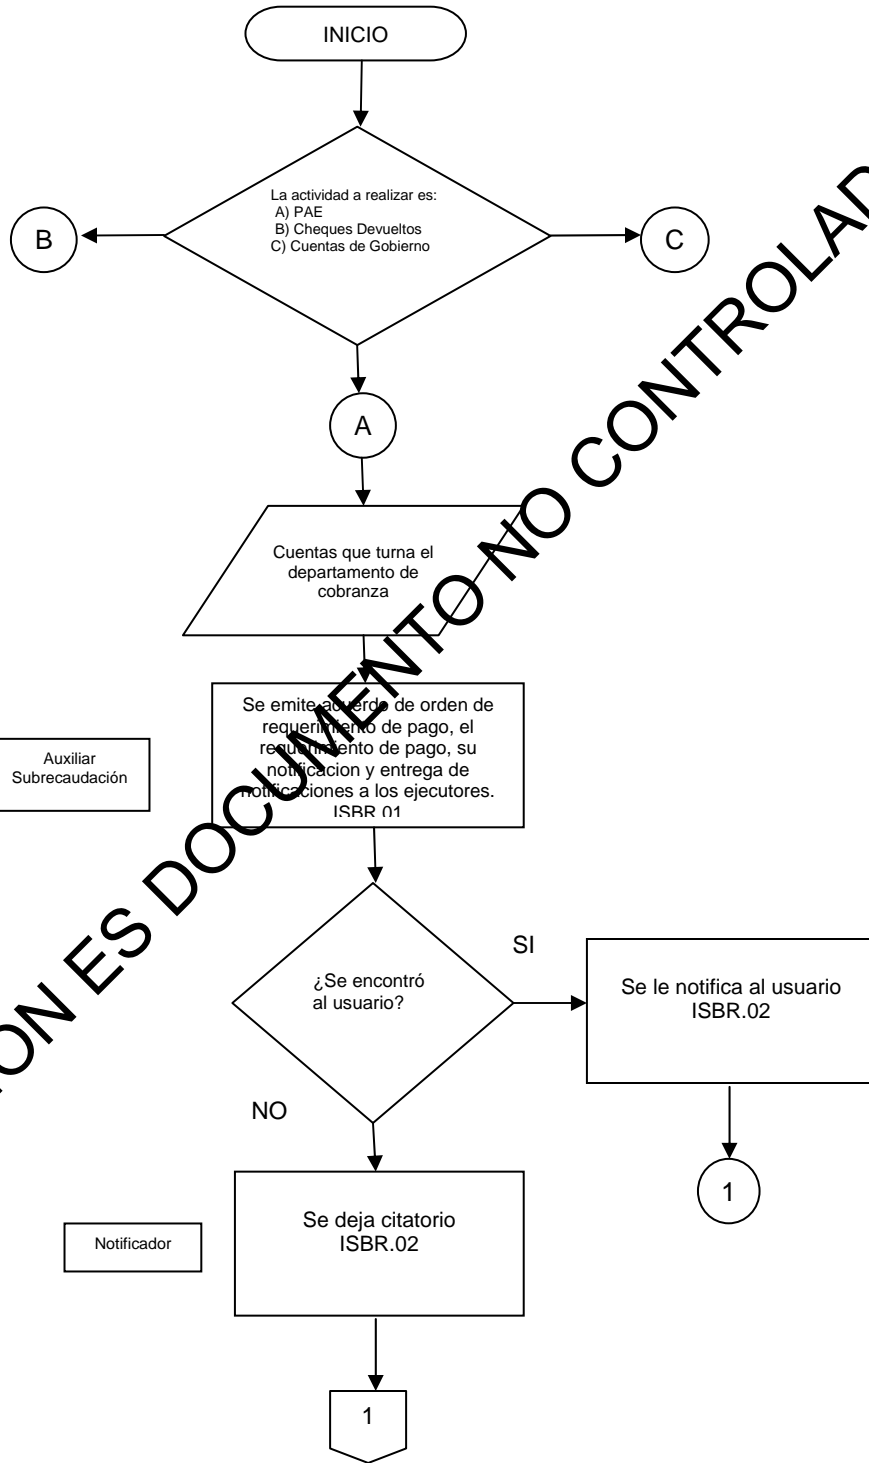 INICIO
La actividad a realizar es:
A) PAE
B) Cheques Devueltos
C) Cuentas de Gobierno
B
C
A
Cuentas que turna el
departamento de
cobranza
Se emite acuerdo de orden de
requerimiento de pago, el
requerimiento de pago, su
notificacion y entrega de
notificaciones a los ejecutores.
ISBR.01
Auxiliar
Subrecaudación
¿Se encontró
al usuario?
SI
Se le notifica al usuario
ISBR.02
NO
1
Se deja citatorio
ISBR.02
Notificador
1
ES DOCUMENTO NO